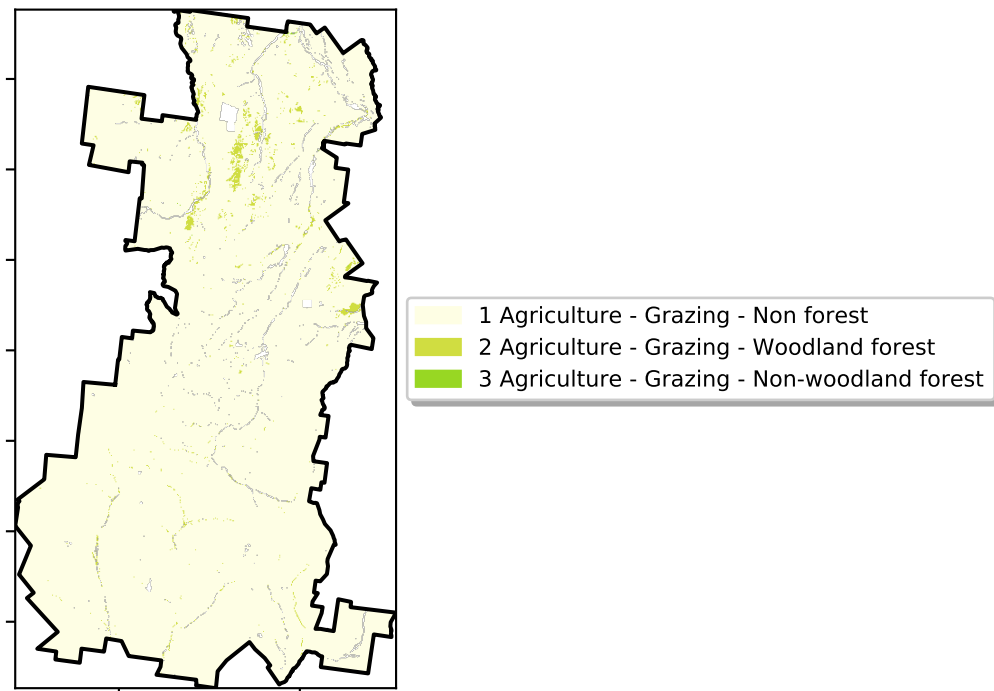 1 Agriculture - Grazing - Non forest
2 Agriculture - Grazing - Woodland forest
3 Agriculture - Grazing - Non-woodland forest